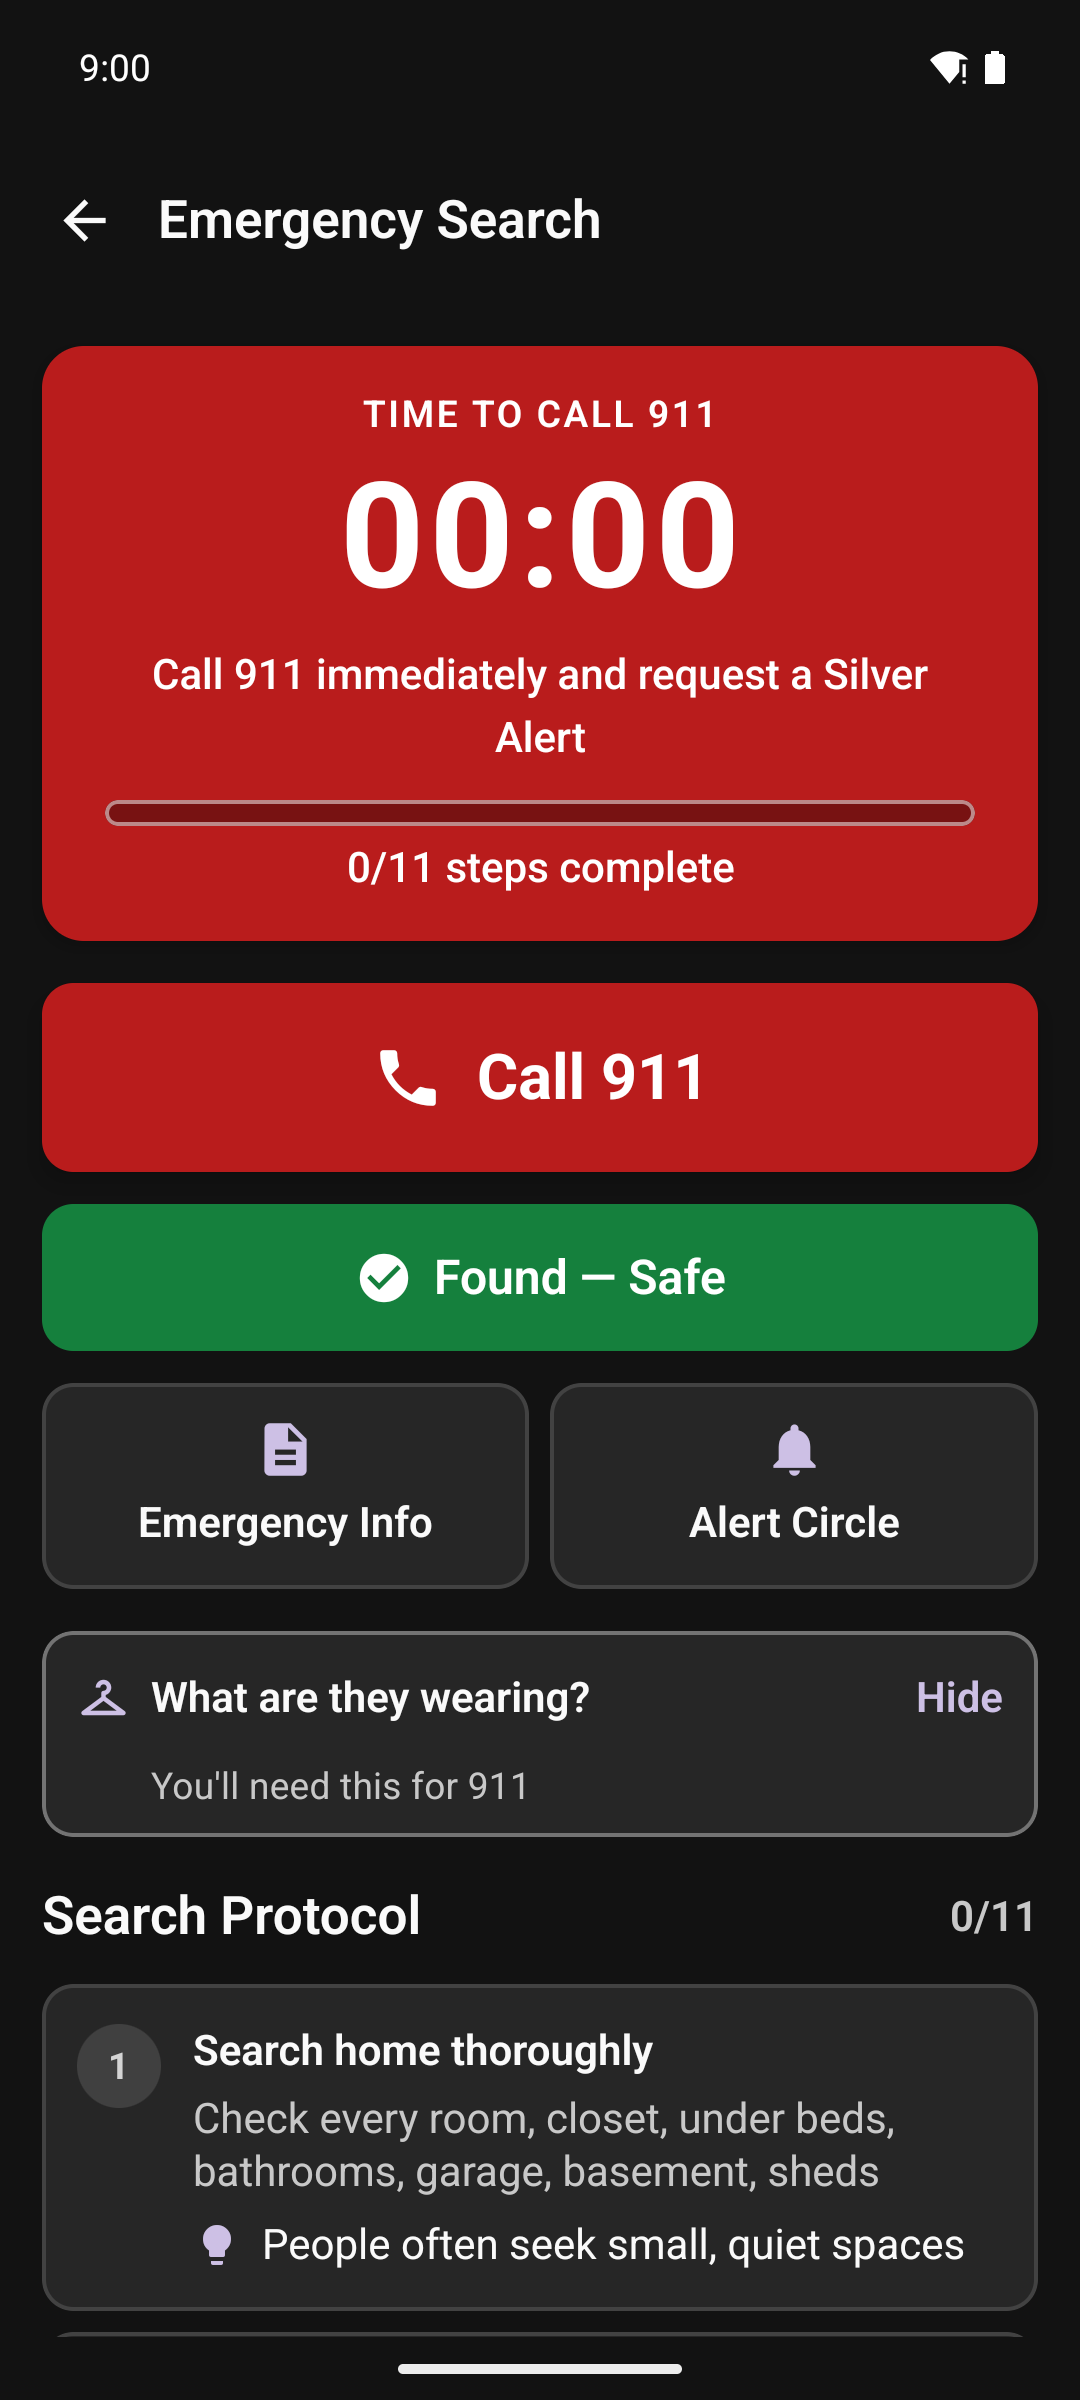 9:00
Emergency Search
TIME TO CALL 911
00:00
Call 911 immediately and request a Silver
Alert
0/11 steps complete
Call 911
Found — Safe
Emergency Info
Alert Circle
What are they wearing?
Hide
You'll need this for 911
Search Protocol
0/11
1
Search home thoroughly
Check every room, closet, under beds,
bathrooms, garage, basement, sheds
People often seek small, quiet spaces